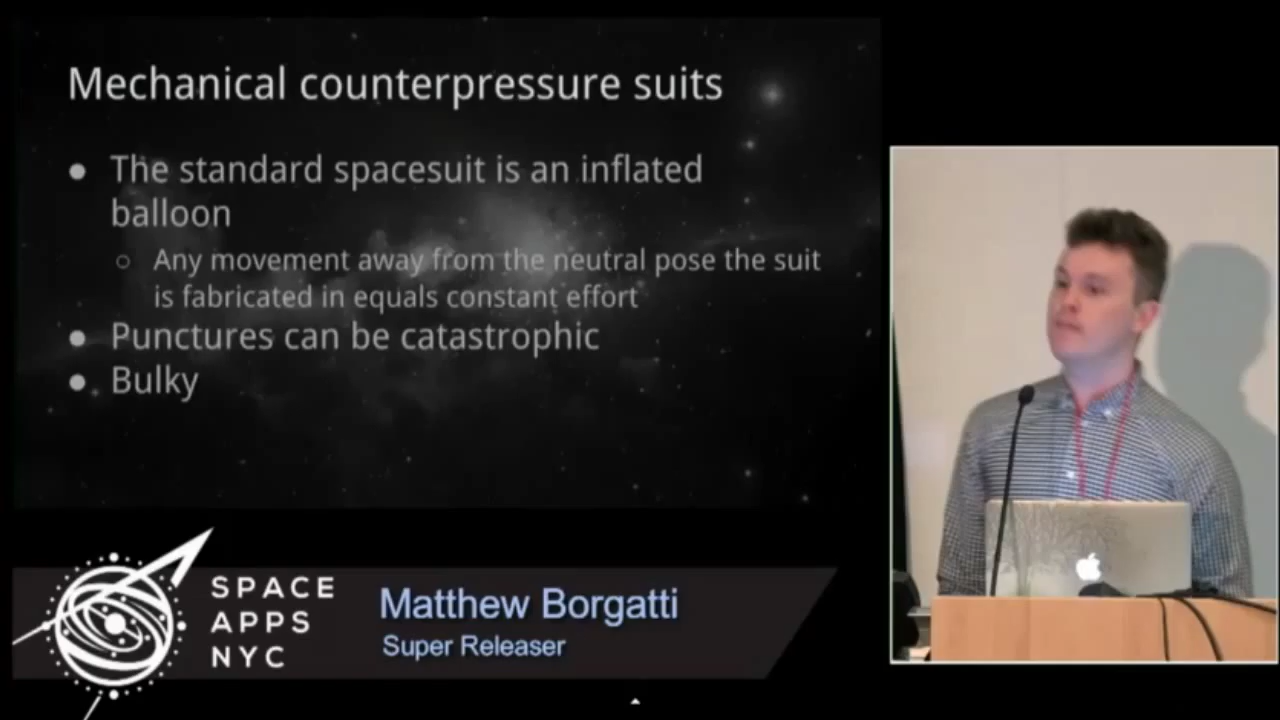 Mechanical counterpressure suits
● The standard spacesuit is an inflated
balloon
○ Any movement away from the neutral pose the suit
is fabricated in equals constant effort
● Punctures can be catastrophic
● Bulky
SPACE
APPS
NYC
Matthew Borgatti
Super Releaser